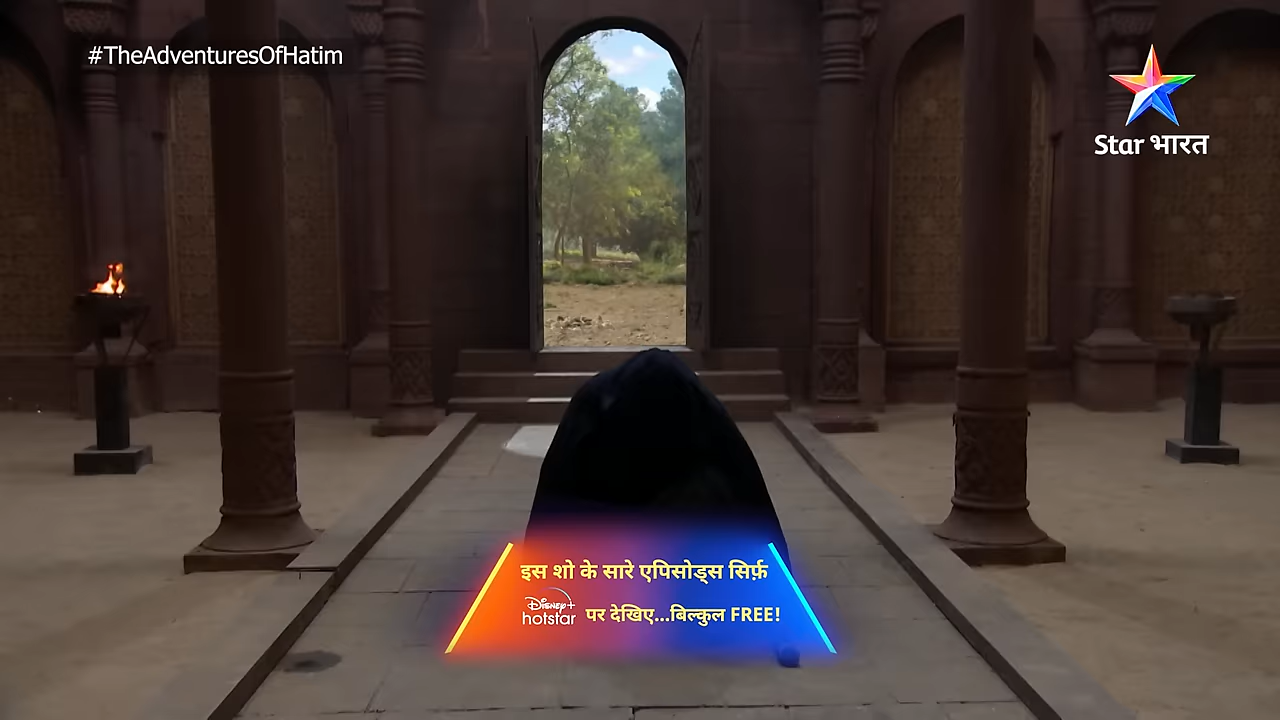 #TheAdventuresOfHatim
Star भारत
इस शो के सारे एपिसोड्स सिर्फ़
Disney+ hotstar पर देखिए...बिल्कुल FREE!